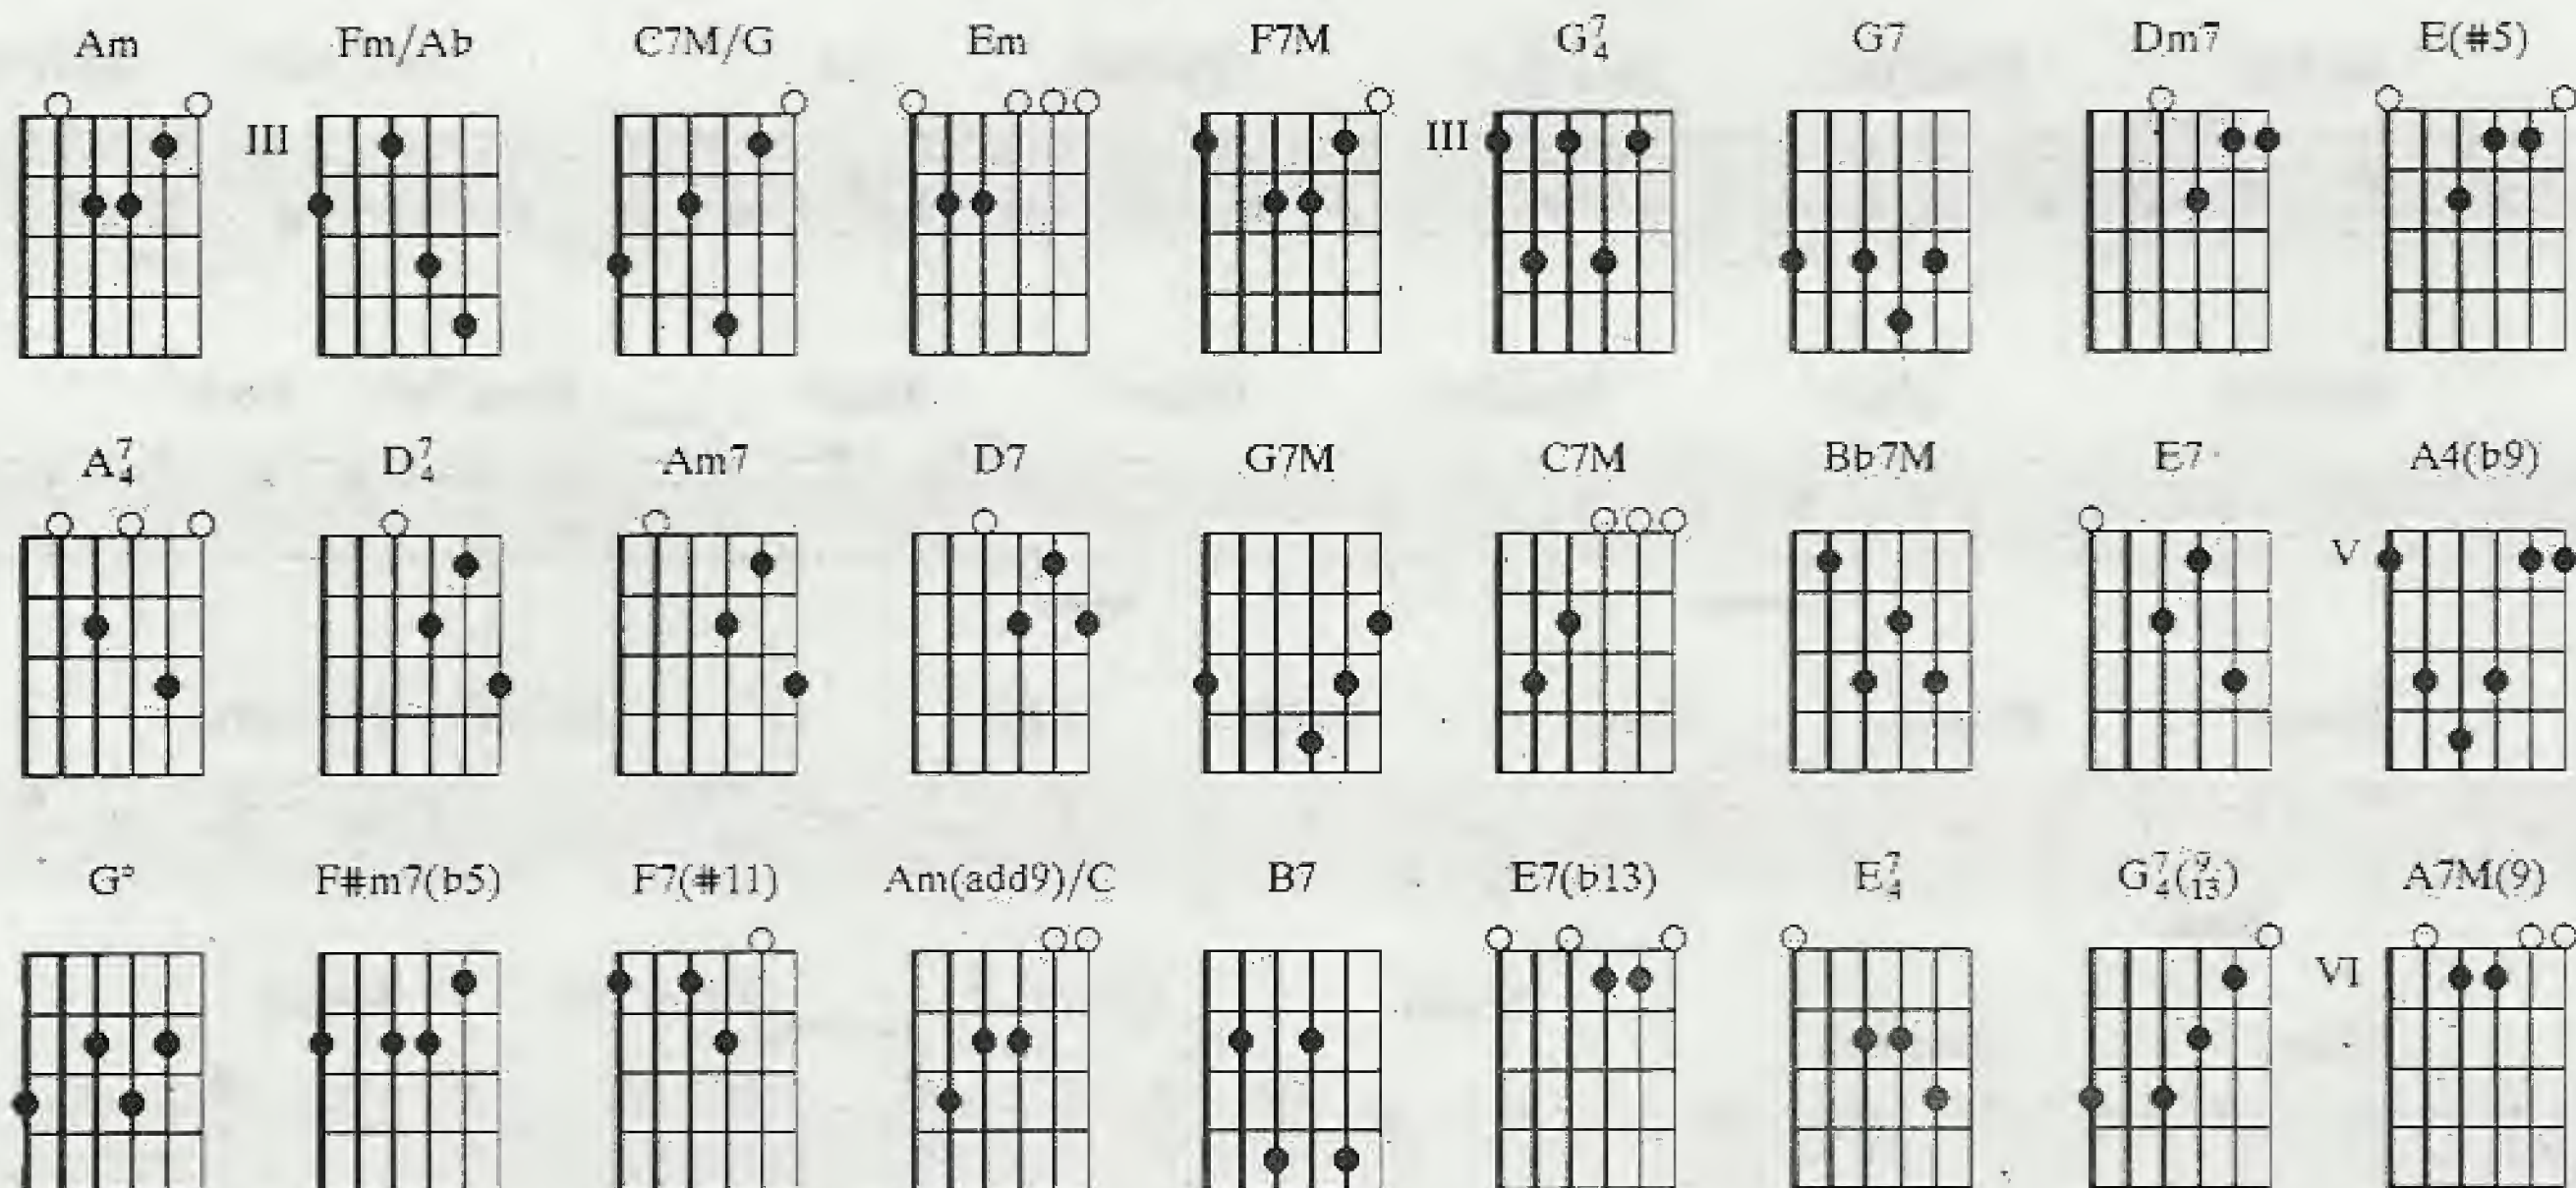 Am Fm/Ab C7M/G Em F7M G7/4 G7 Dm7 E(#5)
III III
A7/4 D7/4 Am7 D7 G7M C7M Bb7M E7 A4(b9)
V
G° F#m7(b5) F7(#11) Am(add9)/C B7 E7(b13) E7/4 G7/4(9/13) A7M(9)
VI